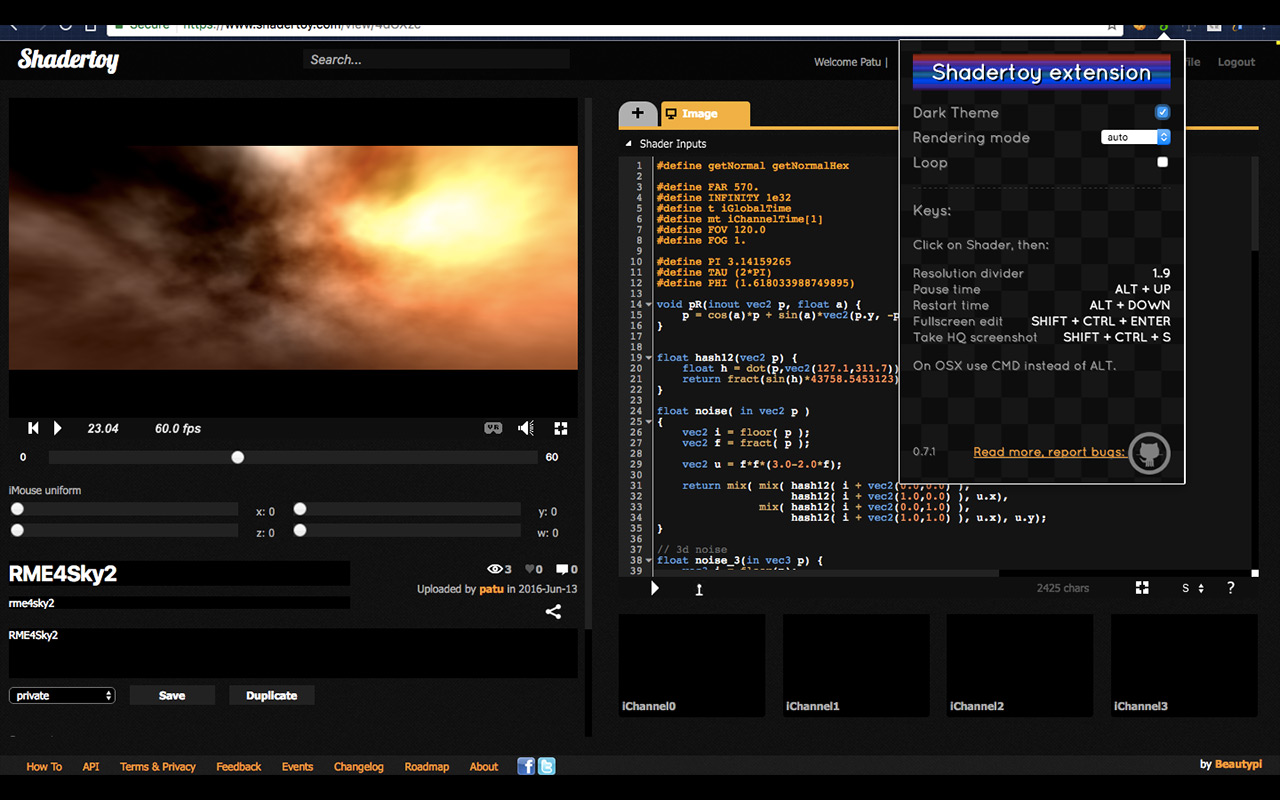 Secure https://www.shadertoy.com/view/
Shadertoy
Search...
Welcome Patu |
file
Logout
23.04
60.0 fps
VR
0
60
iMouse uniform
x: 0
y: 0
z: 0
w: 0
RME4Sky2
3
0
0
Uploaded by patu in 2016-Jun-13
rme4sky2
RME4Sky2
private
Save
Duplicate
+
Image
Shader Inputs
1 #define getNormal getNormalHex
2
3 #define FAR 570.
4 #define INFINITY 1e32
5 #define t iGlobalTime
6 #define mt iChannelTime[1]
7 #define FOV 120.0
8 #define FOG 1.
9
10 #define PI 3.14159265
11 #define TAU (2*PI)
12 #define PHI (1.618033988749895)
13
14 void pR(inout vec2 p, float a) {
15 p = cos(a)*p + sin(a)*vec2(p.y, -p
16 }
17
18
19 float hash12(vec2 p) {
20 float h = dot(p,vec2(127.1,311.7))
21 return fract(sin(h)*43758.5453123)
22 }
23
24 float noise( in vec2 p )
25 {
26 vec2 i = floor( p );
27 vec2 f = fract( p );
28
29 vec2 u = f*f*(3.0-2.0*f);
30
31 return mix( mix( hash12( i + vec2(0.0,0.0) ),
32 hash12( i + vec2(1.0,0.0) ), u.x),
33 mix( hash12( i + vec2(0.0,1.0) ),
34 hash12( i + vec2(1.0,1.0) ), u.x), u.y);
35 }
36
37 // 3d noise
38 float noise_3(in vec3 p) {
39
2425 chars
S
?
iChannel0
iChannel1
iChannel2
iChannel3
Shadertoy extension
Dark Theme
Rendering mode
auto
Loop
Keys:
Click on Shader, then:
Resolution divider 1..9
Pause time ALT + UP
Restart time ALT + DOWN
Fullscreen edit SHIFT + CTRL + ENTER
Take HQ screenshot SHIFT + CTRL + S
On OSX use CMD instead of ALT.
0.7.1
Read more, report bugs:
How To
API
Terms & Privacy
Feedback
Events
Changelog
Roadmap
About
by Beautypi